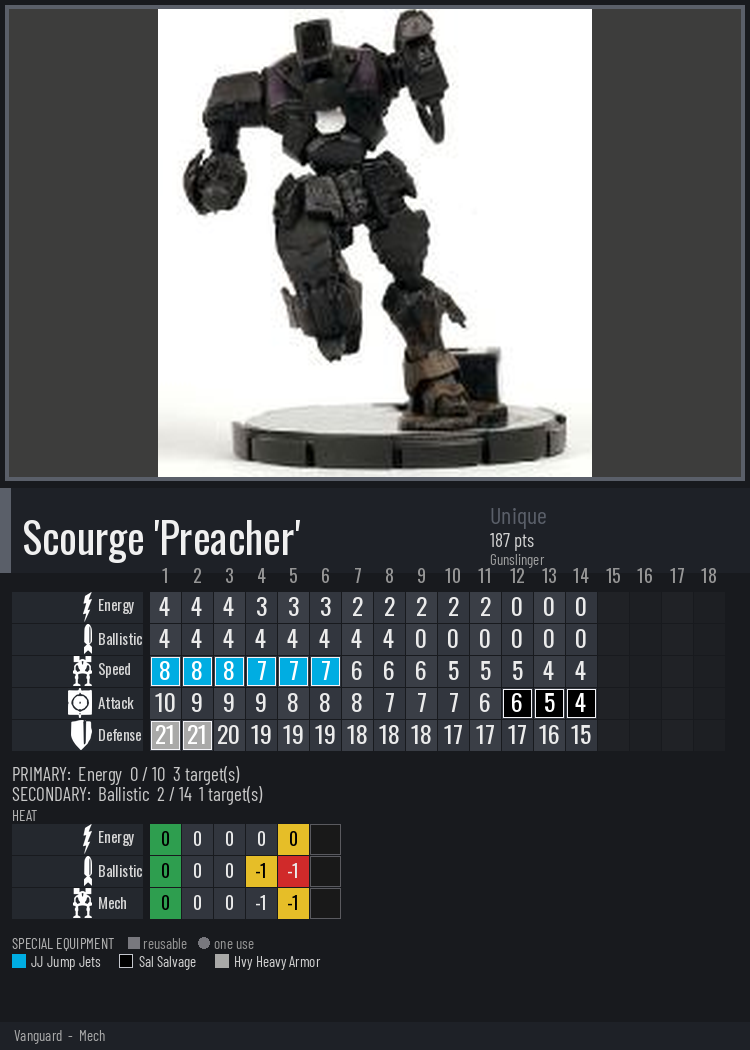 Scourge 'Preacher'
Unique
187 pts
Gunslinger
1 2 3 4 5 6 7 8 9 10 11 12 13 14 15 16 17 18
Energy 4 4 4 3 3 3 2 2 2 2 2 0 0 0
Ballistic 4 4 4 4 4 4 4 4 0 0 0 0 0 0
Speed 8 8 8 7 7 7 6 6 6 5 5 5 4 4
Attack 10 9 9 9 8 8 8 7 7 7 6 6 5 4
Defense 21 21 20 19 19 19 18 18 18 17 17 17 16 15
PRIMARY: Energy 0 / 10 3 target(s)
SECONDARY: Ballistic 2 / 14 1 target(s)
HEAT
Energy 0 0 0 0 0
Ballistic 0 0 0 -1 -1
Mech 0 0 0 -1 -1
SPECIAL EQUIPMENT reusable one use
JJ Jump Jets Sal Salvage Hvy Heavy Armor
Vanguard - Mech